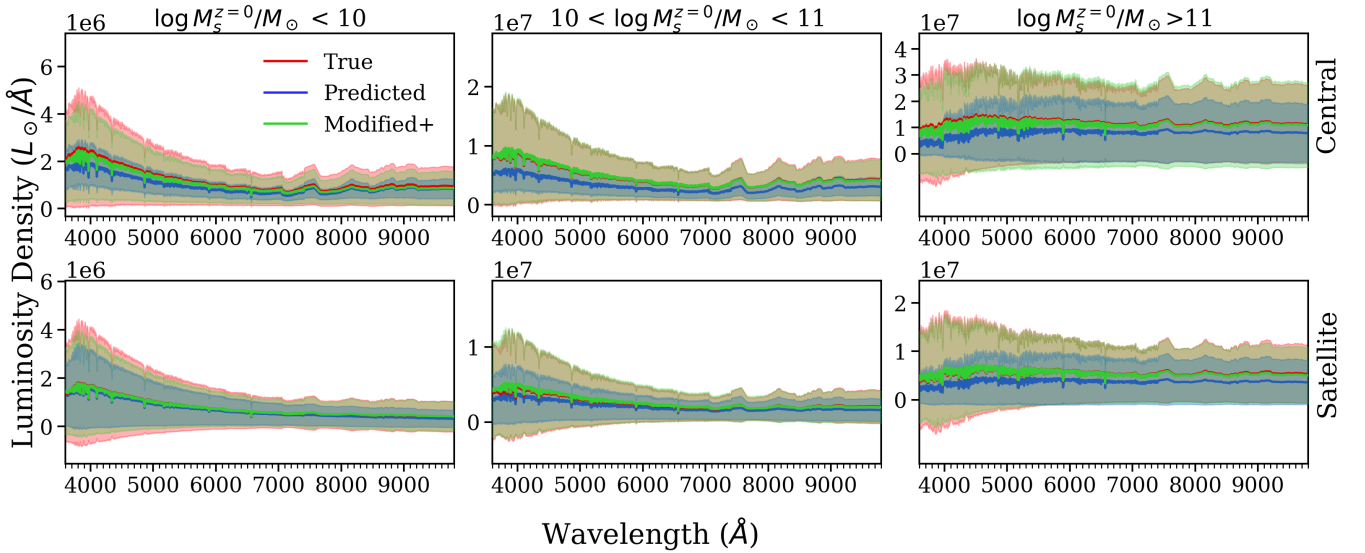 log M_s^{z=0}/M_⊙ < 10
10 < log M_s^{z=0}/M_⊙ < 11
log M_s^{z=0}/M_⊙ >11
1e6
1e7
1e7
True
Predicted
Modified+
6
4
2
0
2
1
0
4
3
2
1
0
4000 5000 6000 7000 8000 9000
4000 5000 6000 7000 8000 9000
4000 5000 6000 7000 8000 9000
Central
Luminosity Density (L_⊙/Å)
1e6
1e7
1e7
6
4
2
0
1
0
2
1
0
4000 5000 6000 7000 8000 9000
4000 5000 6000 7000 8000 9000
4000 5000 6000 7000 8000 9000
Satellite
Wavelength (Å)